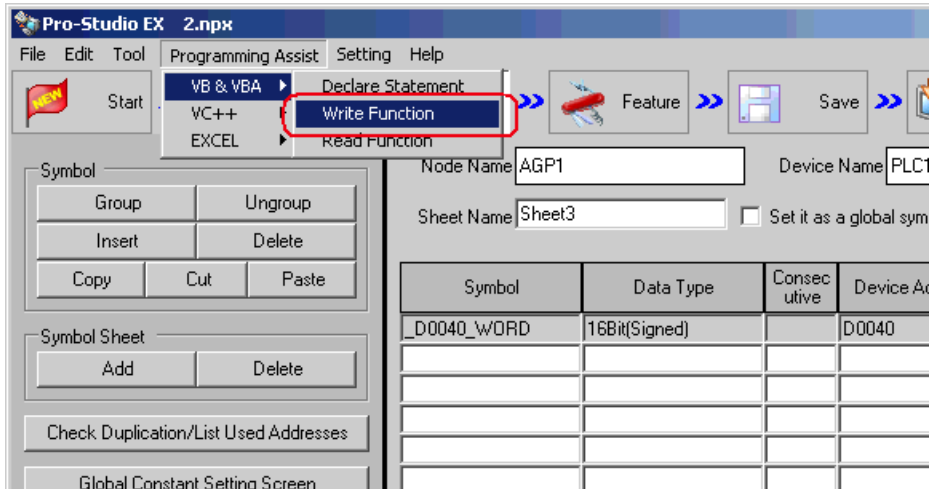 Pro-Studio EX 2.npx
File Edit Tool Programming Assist Setting Help
NEW Start
VB & VBA
VC++
EXCEL
Declare Statement
Write Function
Read Function
Feature
Save
Symbol
Group Ungroup
Insert Delete
Copy Cut Paste
Symbol Sheet
Add Delete
Check Duplication/List Used Addresses
Global Constant Setting Screen
Node Name AGP1 Device Name PLC1
Sheet Name Sheet3 Set it as a global sym
Symbol Data Type Consec
utive Device Ad
_D0040_WORD 16Bit(Signed) D0040